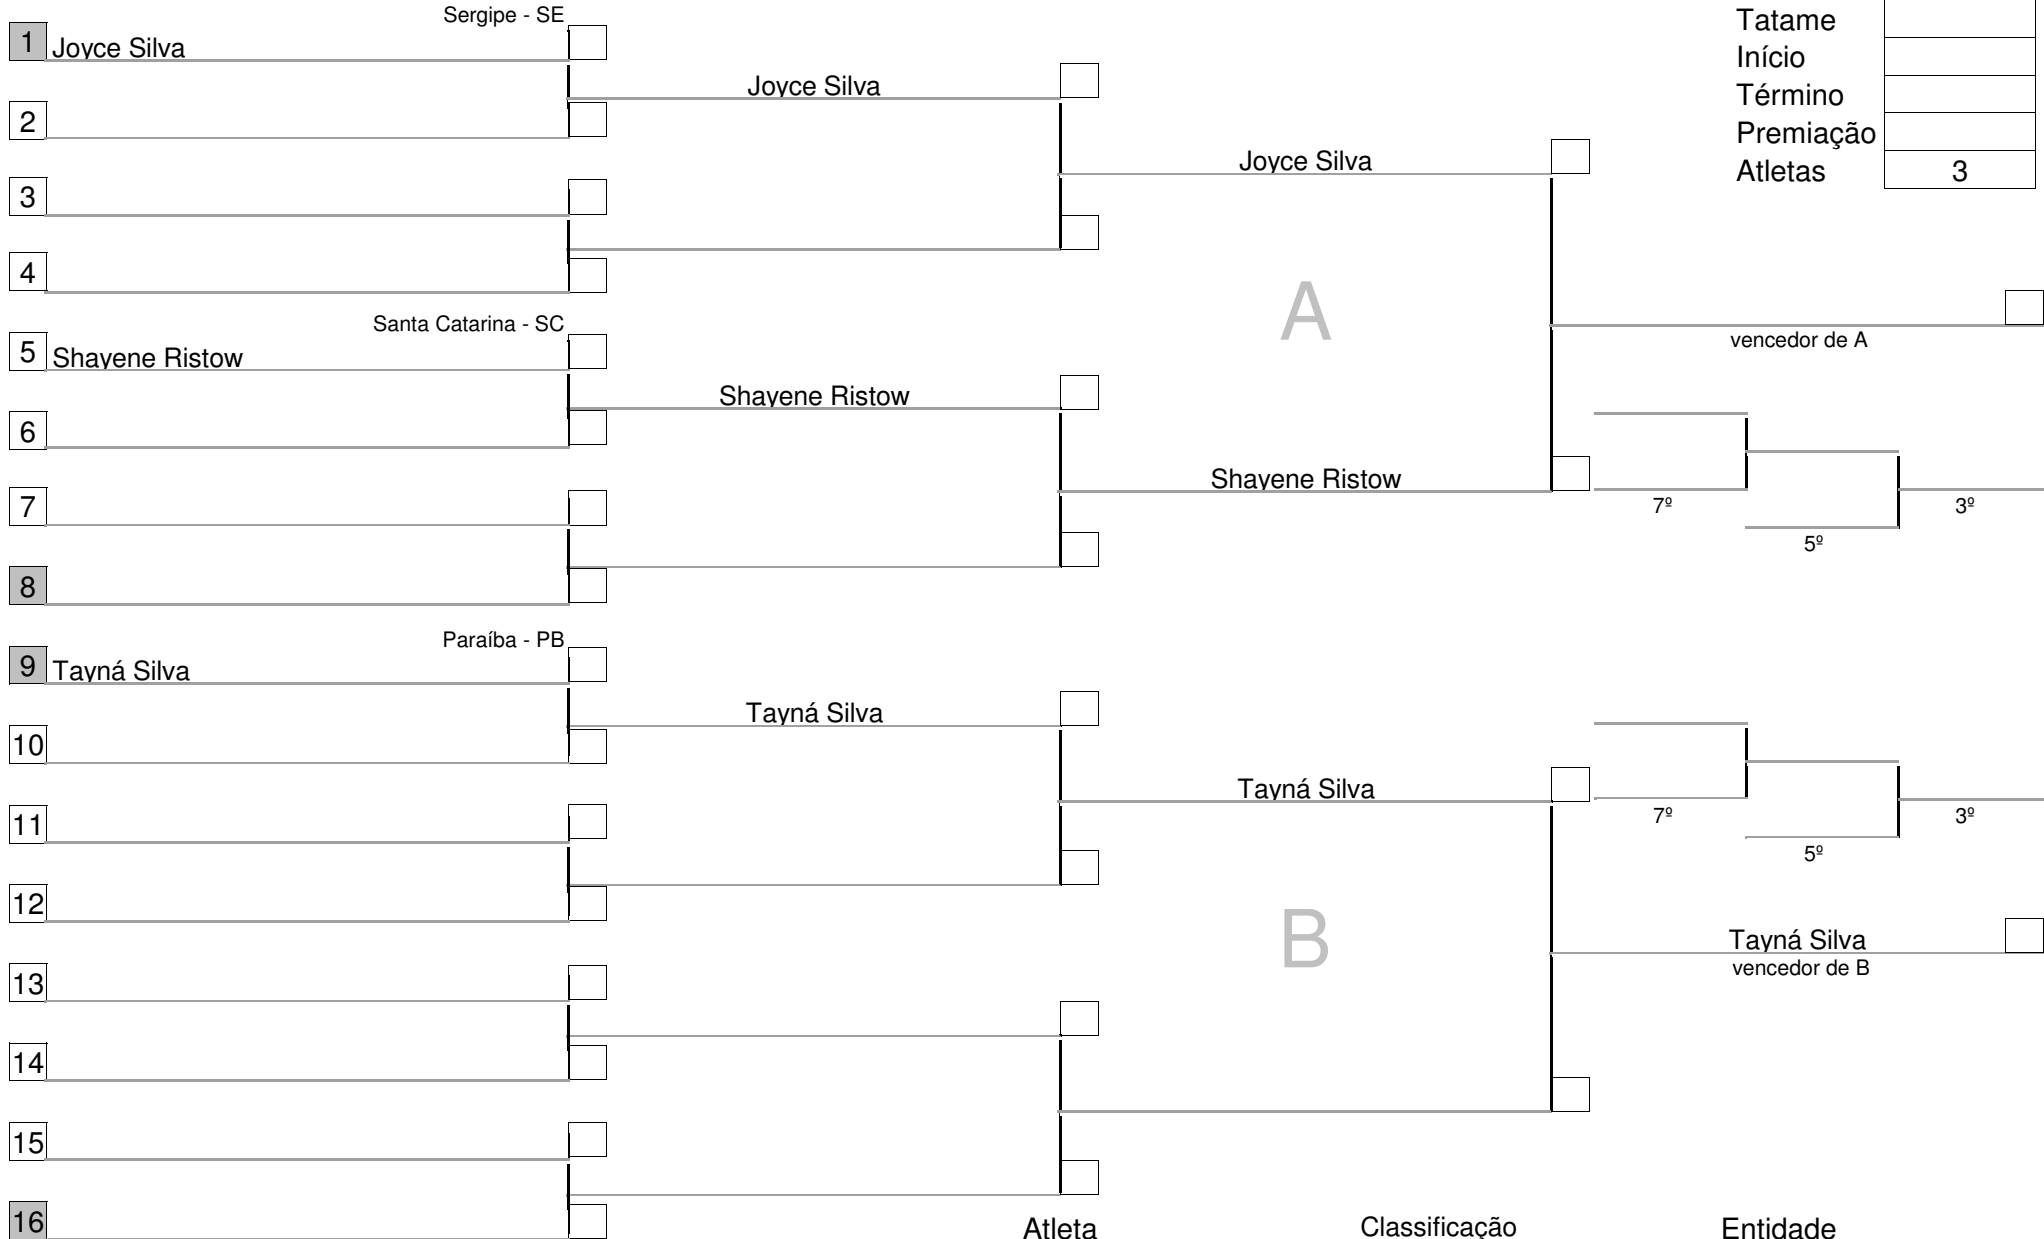 Sergipe - SE
1 Joyce Silva
Joyce Silva
2
Joyce Silva
3
4
A
Santa Catarina - SC
5 Shayene Ristow
Shayene Ristow
6
Shayene Ristow
7
8
Paraíba - PB
9 Tayná Silva
Tayná Silva
10
Tayná Silva
11
12
B
13
14
15
16
Tatame
Início
Término
Premiação
Atletas 3
vencedor de A
7º
5º
3º
7º
5º
3º
Tayná Silva
vencedor de B
Atleta Classificação Entidade